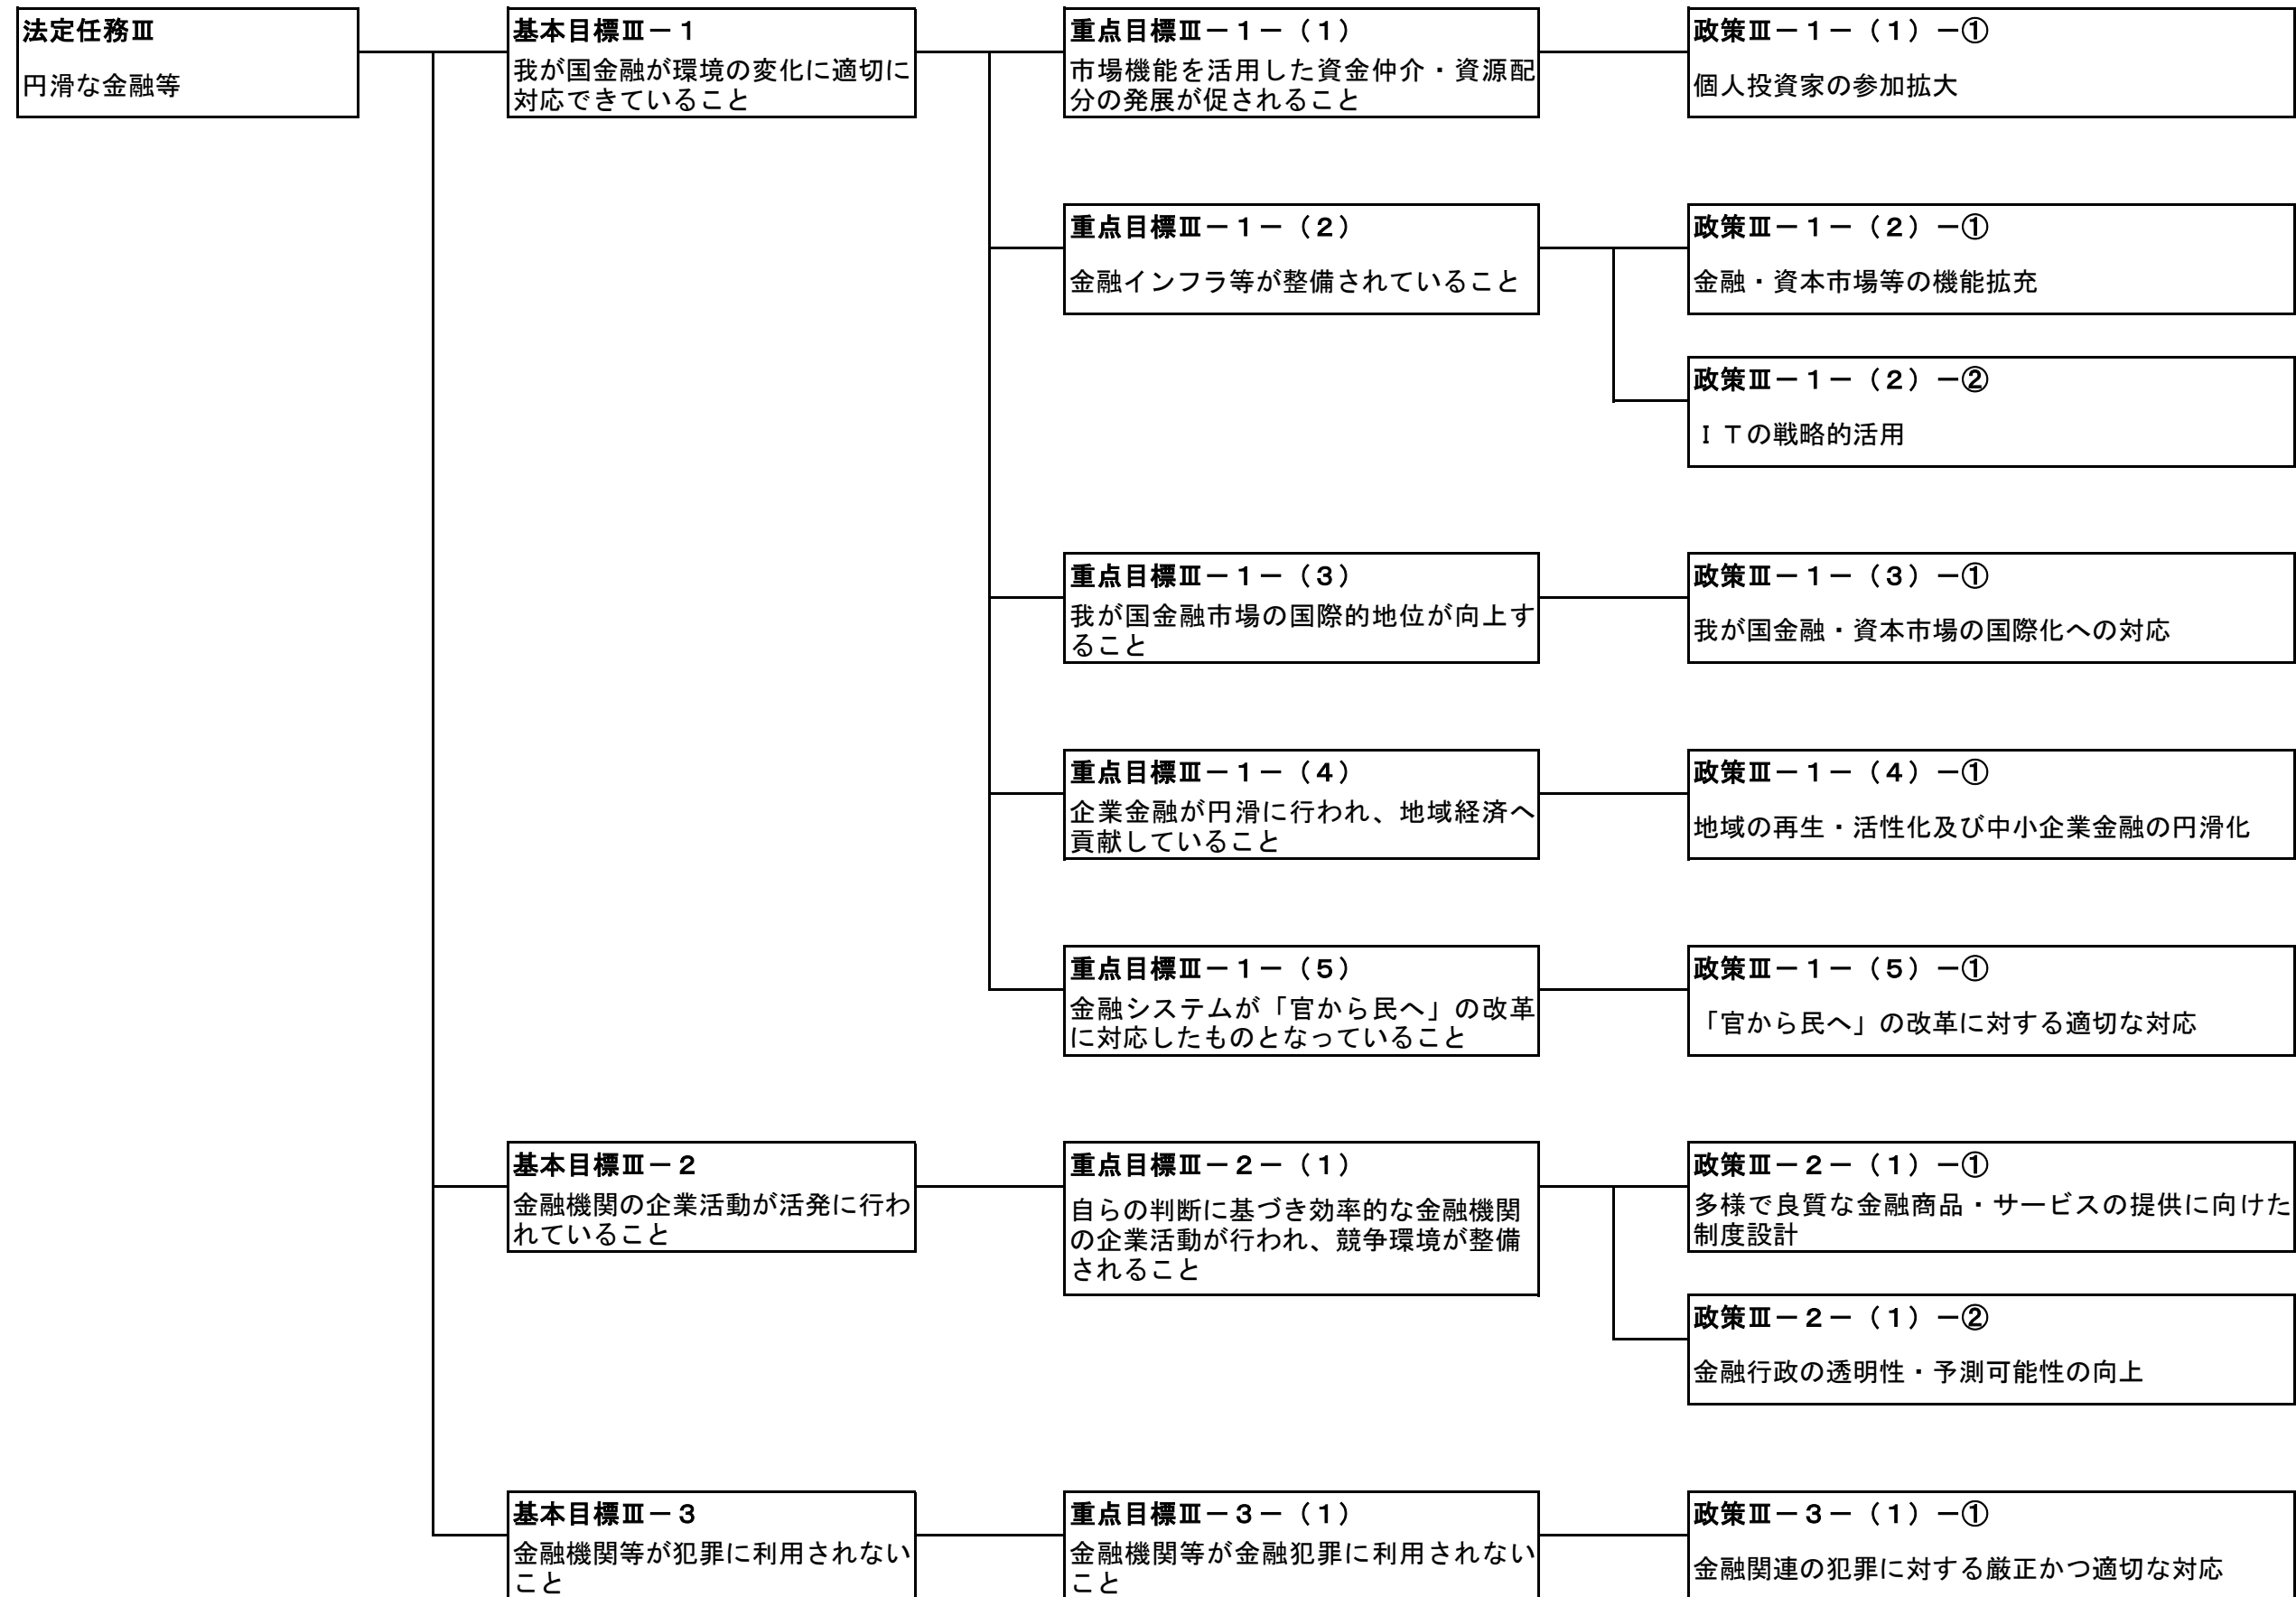 法定任務Ⅲ
円滑な金融等
基本目標Ⅲ－１
我が国金融が環境の変化に適切に
対応できていること
重点目標Ⅲ－１－（１）
市場機能を活用した資金仲介・資源配
分の発展が促されること
政策Ⅲ－１－（１）－①
個人投資家の参加拡大
重点目標Ⅲ－１－（２）
金融インフラ等が整備されていること
政策Ⅲ－１－（２）－①
金融・資本市場等の機能拡充
政策Ⅲ－１－（２）－②
ＩＴの戦略的活用
重点目標Ⅲ－１－（３）
我が国金融市場の国際的地位が向上す
ること
政策Ⅲ－１－（３）－①
我が国金融・資本市場の国際化への対応
重点目標Ⅲ－１－（４）
企業金融が円滑に行われ、地域経済へ
貢献していること
政策Ⅲ－１－（４）－①
地域の再生・活性化及び中小企業金融の円滑化
重点目標Ⅲ－１－（５）
金融システムが「官から民へ」の改革
に対応したものとなっていること
政策Ⅲ－１－（５）－①
「官から民へ」の改革に対する適切な対応
基本目標Ⅲ－２
金融機関の企業活動が活発に行わ
れていること
重点目標Ⅲ－２－（１）
自らの判断に基づき効率的な金融機関
の企業活動が行われ、競争環境が整備
されること
政策Ⅲ－２－（１）－①
多様で良質な金融商品・サービスの提供に向けた
制度設計
政策Ⅲ－２－（１）－②
金融行政の透明性・予測可能性の向上
基本目標Ⅲ－３
金融機関等が犯罪に利用されない
こと
重点目標Ⅲ－３－（１）
金融機関等が金融犯罪に利用されない
こと
政策Ⅲ－３－（１）－①
金融関連の犯罪に対する厳正かつ適切な対応